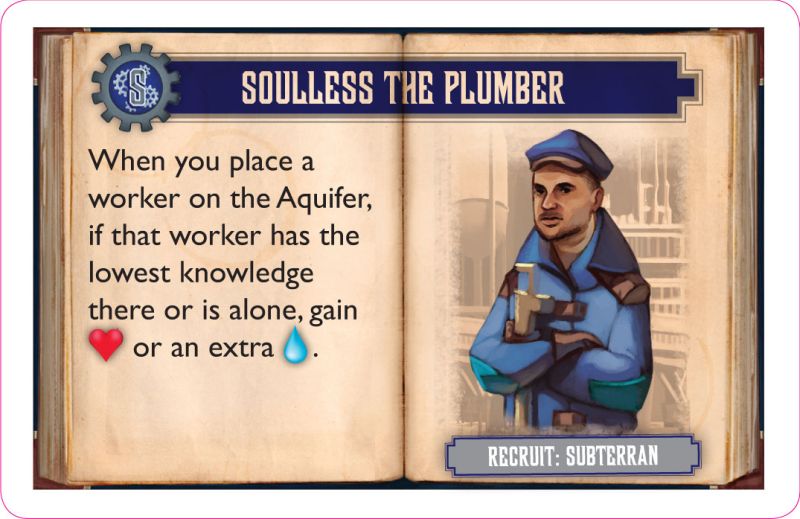 S
SOULLESS THE PLUMBER
When you place a
worker on the Aquifer,
if that worker has the
lowest knowledge
there or is alone, gain
or an extra .
RECRUIT: SUBTERRAN